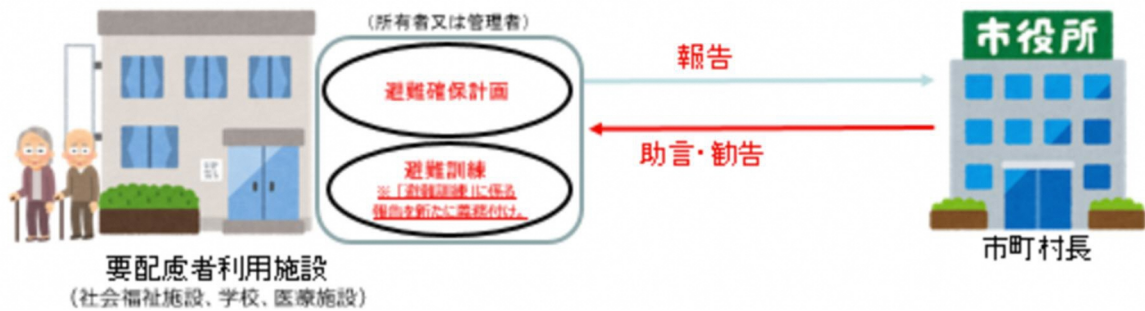 (所有者又は管理者)
避難確保計画
避難訓練
※「避難訓練」に係る
報告を新たに義務付け。
報告
助言・勧告
市役所
市町村長
要配慮者利用施設
(社会福祉施設、学校、医療施設)